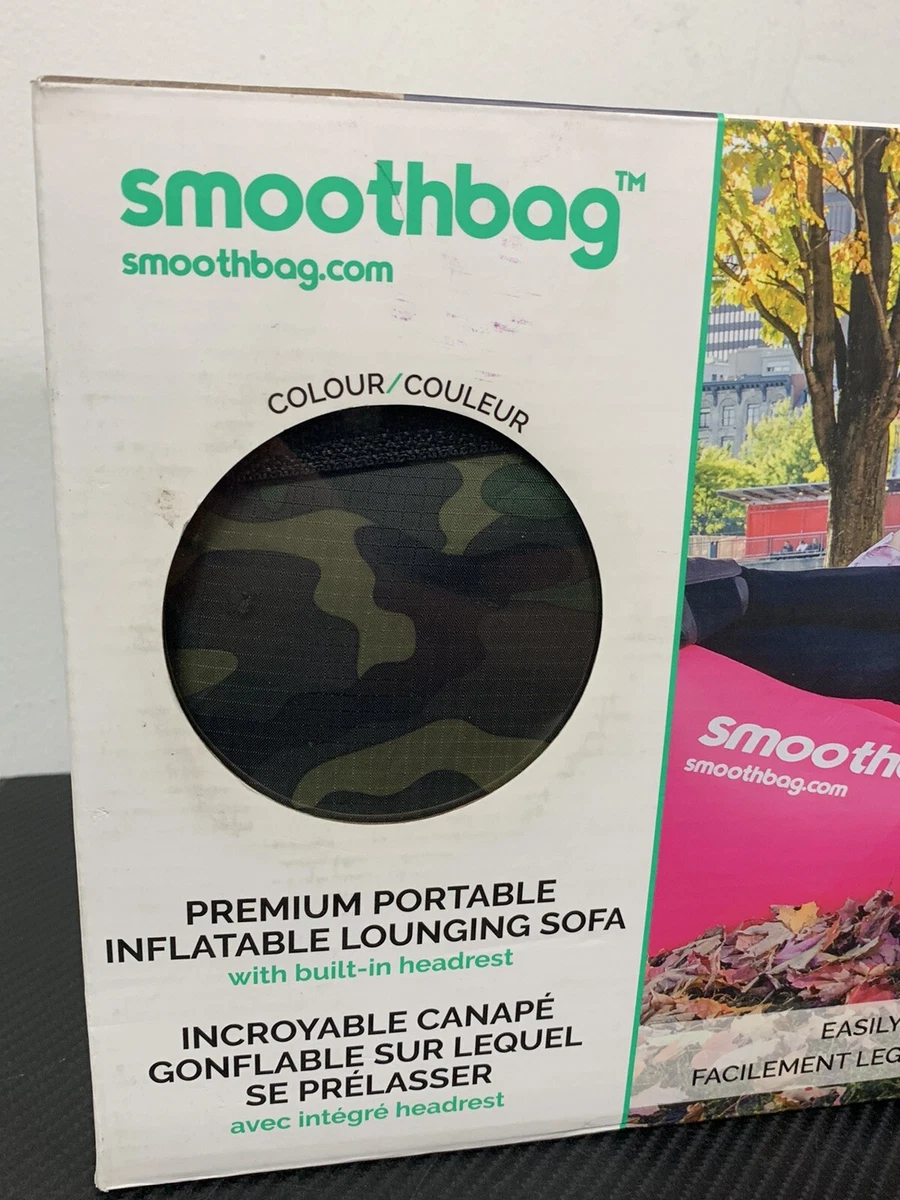 smoothbag™
smoothbag.com
COLOUR/COULEUR
PREMIUM PORTABLE
INFLATABLE LOUNGING SOFA
with built-in headrest
INCROYABLE CANAPÉ
GONFLABLE SUR LEQUEL
SE PRÉLASSER
avec intégré headrest
smooth
smoothbag.com
EASILY
FACILEMENT LEG